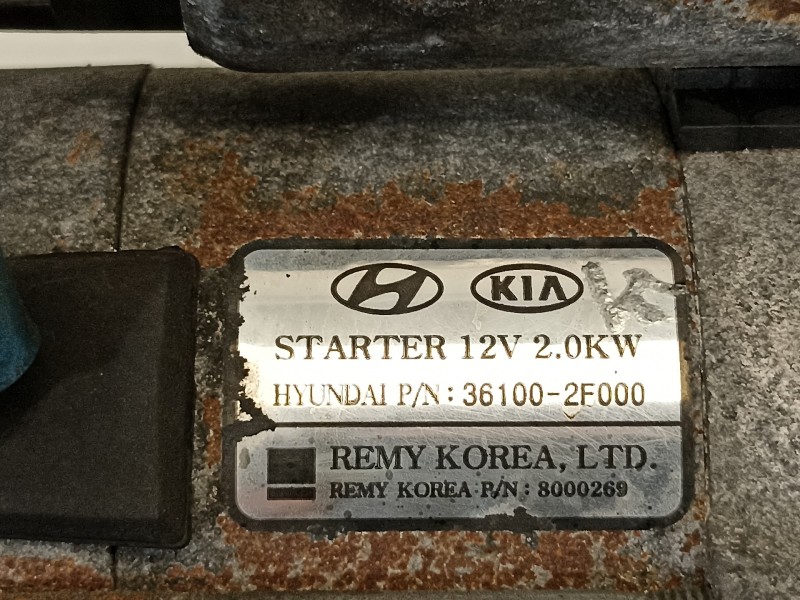 KIA
STARTER 12V 2.0KW
HYUNDAI P/N : 36100-2F000
REMY KOREA, LTD.
REMY KOREA P/N : 8000269